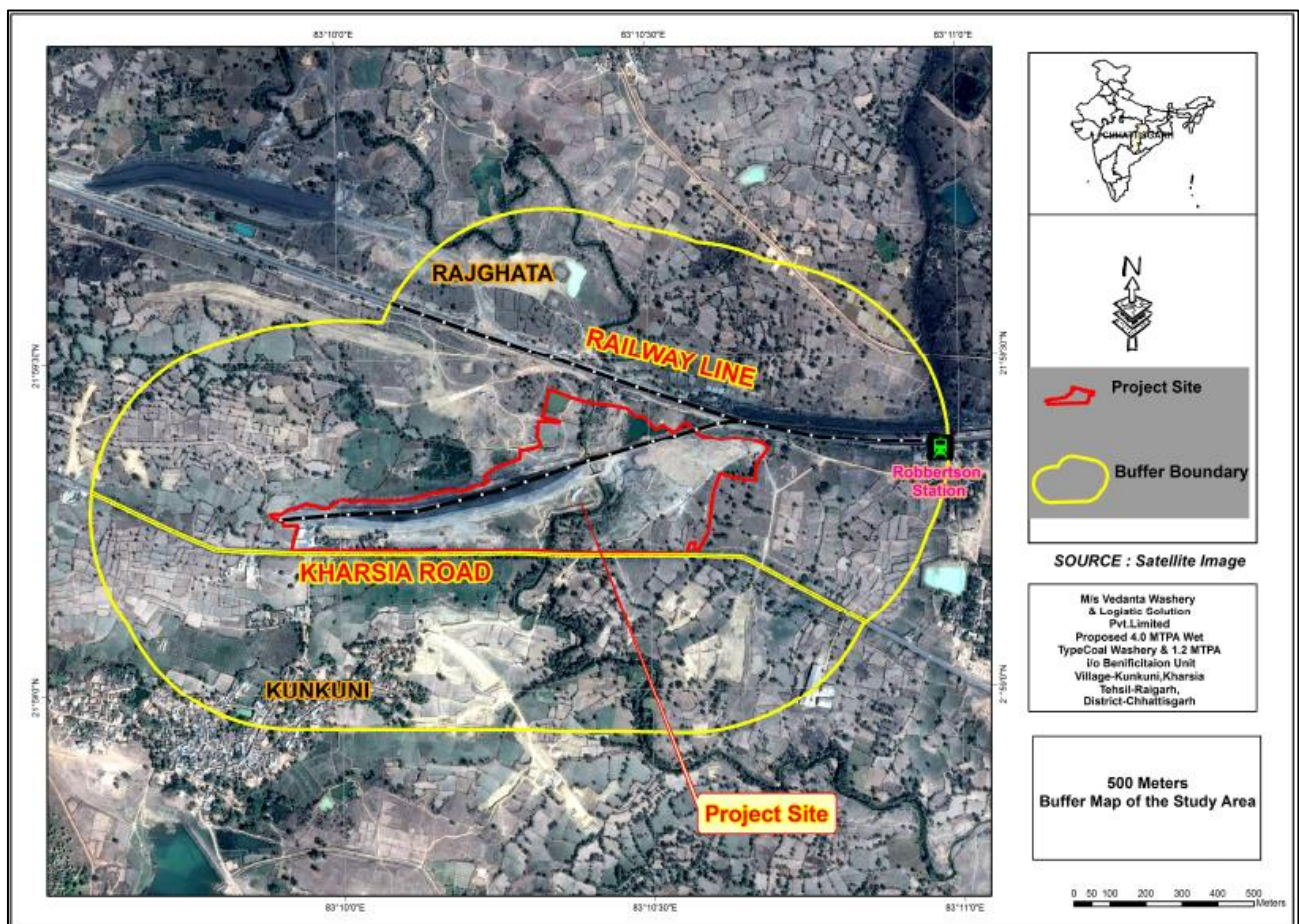 83°10'0"E
83°10'30"E
83°11'0"E
21°59'30"N
21°59'30"N
RAJGHATA
RAILWAY LINE
Robbertson
Station
KHARSIA ROAD
KUNKUNI
Project Site
21°59'0"N
83°10'0"E
83°10'30"E
83°11'0"E
CHHATTISGARH
N
Project Site
Buffer Boundary
SOURCE : Satellite Image
M/s Vedanta Washery
& Logiatic Solution
Pvt.Limited
Proposed 4.0 MTPA Wet
TypeCoal Washery & 1.2 MTPA
i/o Benificitaion Unit
Village-Kunkuni,Kharsia
Tehsil-Raigarh,
District-Chhattisgarh
500 Meters
Buffer Map of the Study Area
0 50 100 200 300 400 500
Meters